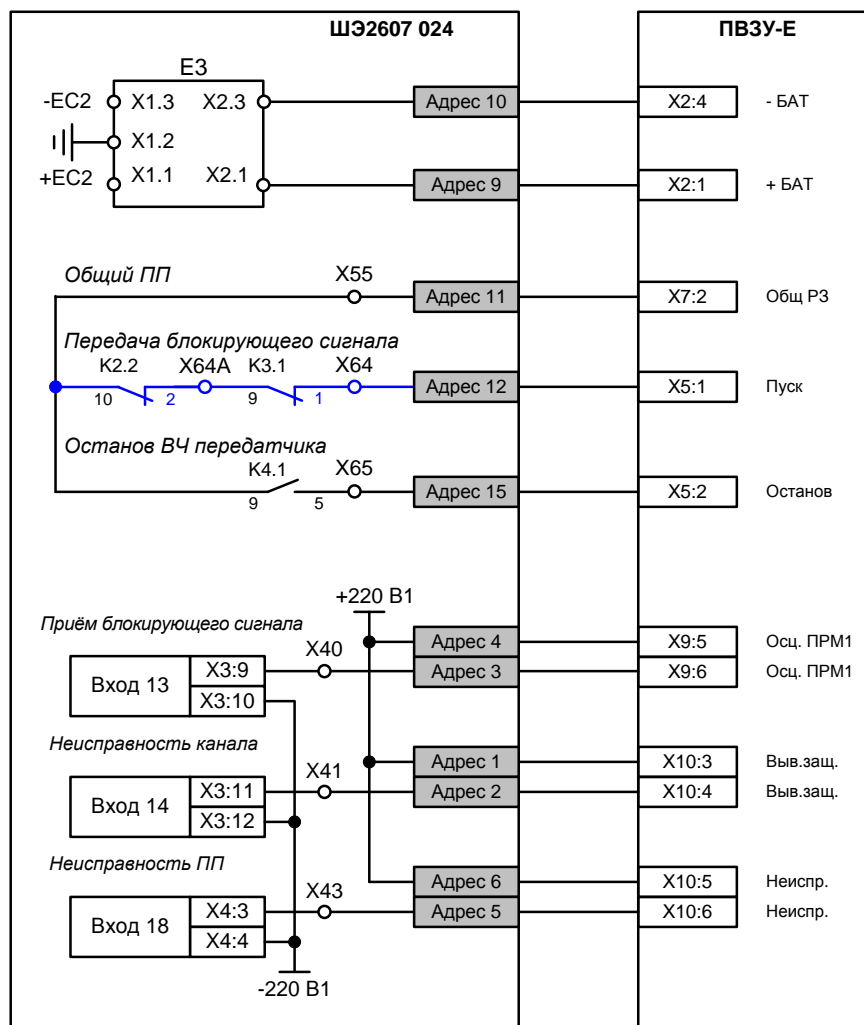 ШЭ2607 024
ПВЗУ-Е
E3
-EC2 X1.3 X2.3 Адрес 10 X2:4 - БАТ
X1.2
+EC2 X1.1 X2.1 Адрес 9 X2:1 + БАТ
Общий ПП X55 Адрес 11 X7:2 Общ РЗ
Передача блокирующего сигнала
K2.2 X64A K3.1 X64 Адрес 12 X5:1 Пуск
10 2 9 1
Останов ВЧ передатчика
K4.1 X65 Адрес 15 X5:2 Останов
9 5
+220 В1
Приём блокирующего сигнала
X40 Адрес 4 X9:5 Осц. ПРМ1
Вход 13 X3:9 Адрес 3 X9:6 Осц. ПРМ1
X3:10
Неисправность канала
X41 Адрес 1 X10:3 Выв.защ.
Вход 14 X3:11 Адрес 2 X10:4 Выв.защ.
X3:12
Неисправность ПП
X43 Адрес 6 X10:5 Неиспр.
Вход 18 X4:3 Адрес 5 X10:6 Неиспр.
X4:4
-220 В1